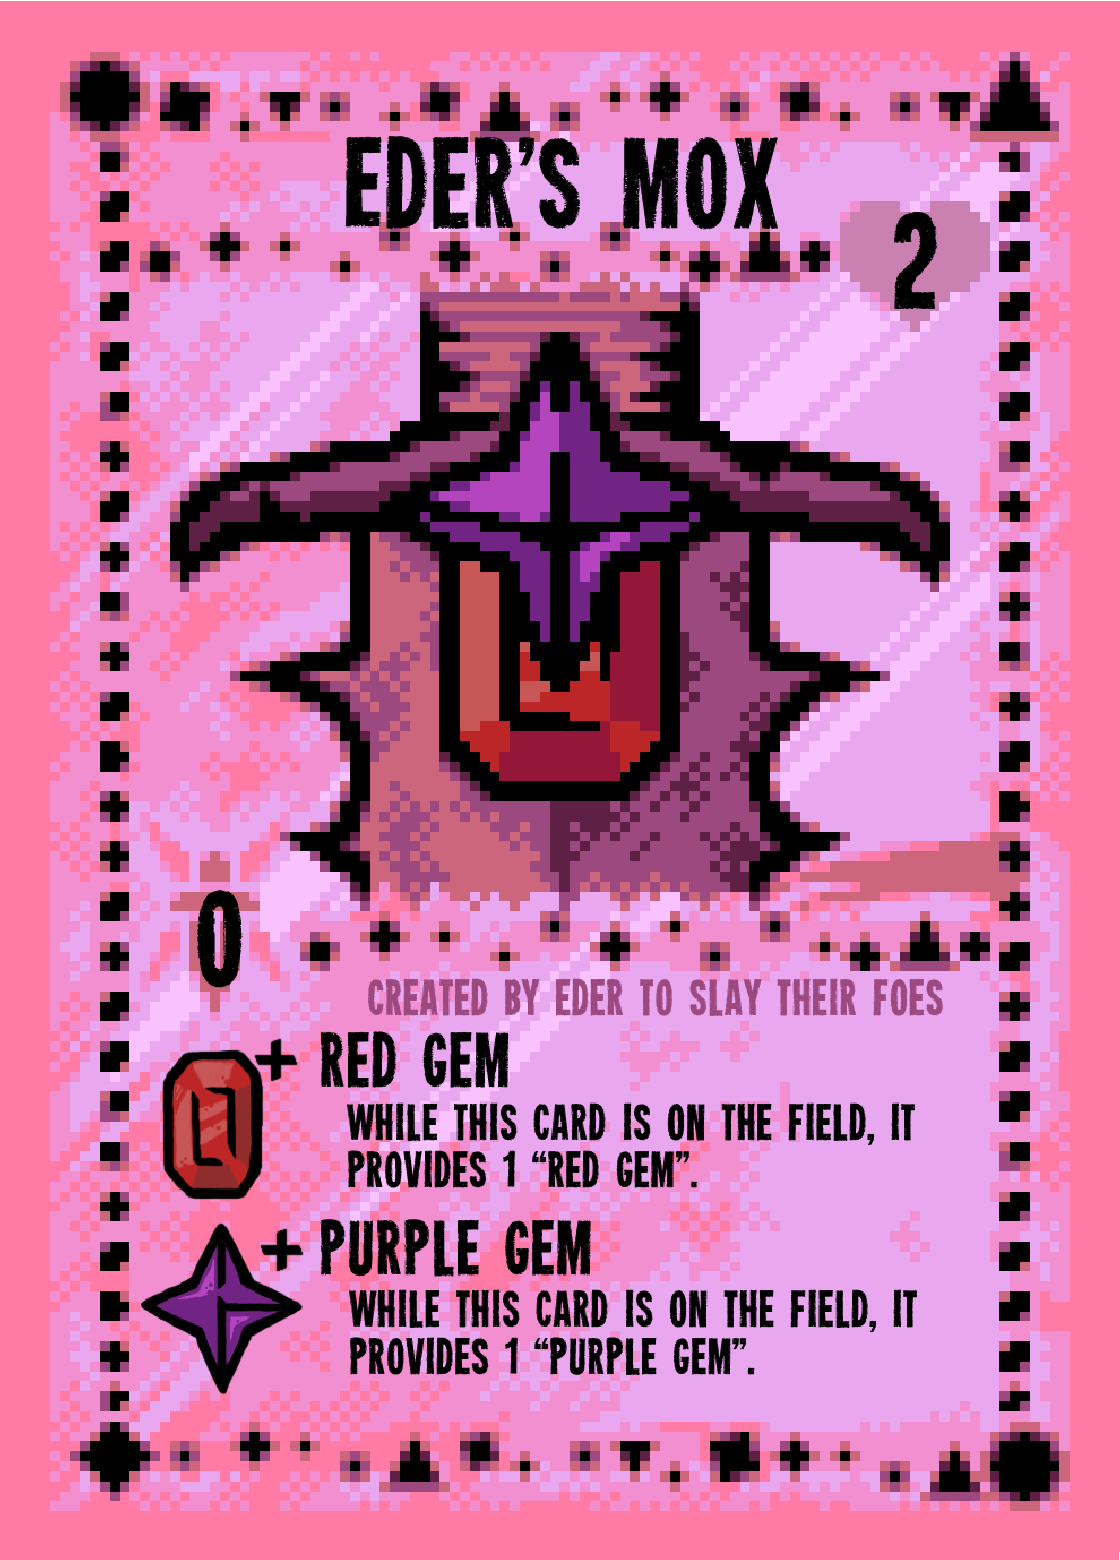 EDER'S MOX
2
0
CREATED BY EDER TO SLAY THEIR FOES
+ RED GEM
WHILE THIS CARD IS ON THE FIELD, IT
PROVIDES 1 “RED GEM”.
+ PURPLE GEM
WHILE THIS CARD IS ON THE FIELD, IT
PROVIDES 1 “PURPLE GEM”.